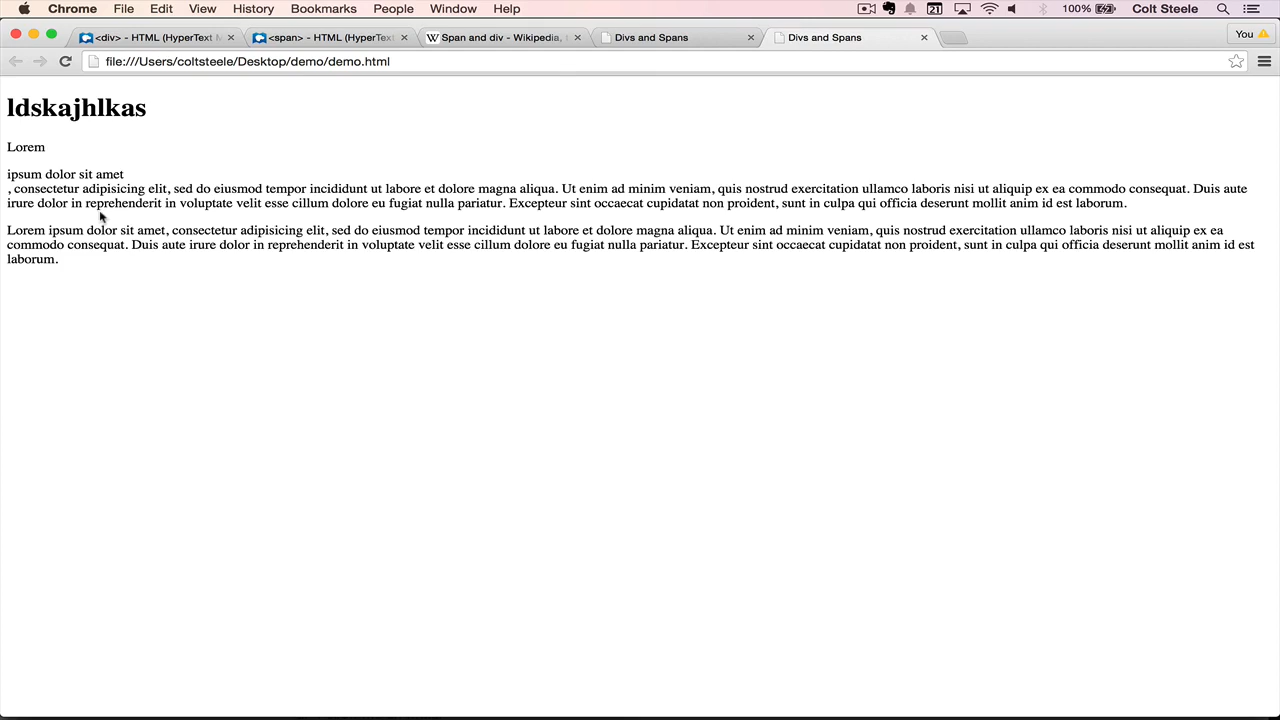 Chrome File Edit View History Bookmarks People Window Help 21 100% Colt Steele
<div> - HTML (HyperText M <span> - HTML (HyperText Span and div - Wikipedia, Divs and Spans Divs and Spans You
file:///Users/coltsteele/Desktop/demo/demo.html
ldskajhlkas
Lorem
ipsum dolor sit amet
, consectetur adipisicing elit, sed do eiusmod tempor incididunt ut labore et dolore magna aliqua. Ut enim ad minim veniam, quis nostrud exercitation ullamco laboris nisi ut aliquip ex ea commodo consequat. Duis aute
irure dolor in reprehenderit in voluptate velit esse cillum dolore eu fugiat nulla pariatur. Excepteur sint occaecat cupidatat non proident, sunt in culpa qui officia deserunt mollit anim id est laborum.
Lorem ipsum dolor sit amet, consectetur adipisicing elit, sed do eiusmod tempor incididunt ut labore et dolore magna aliqua. Ut enim ad minim veniam, quis nostrud exercitation ullamco laboris nisi ut aliquip ex ea
commodo consequat. Duis aute irure dolor in reprehenderit in voluptate velit esse cillum dolore eu fugiat nulla pariatur. Excepteur sint occaecat cupidatat non proident, sunt in culpa qui officia deserunt mollit anim id est
laborum.